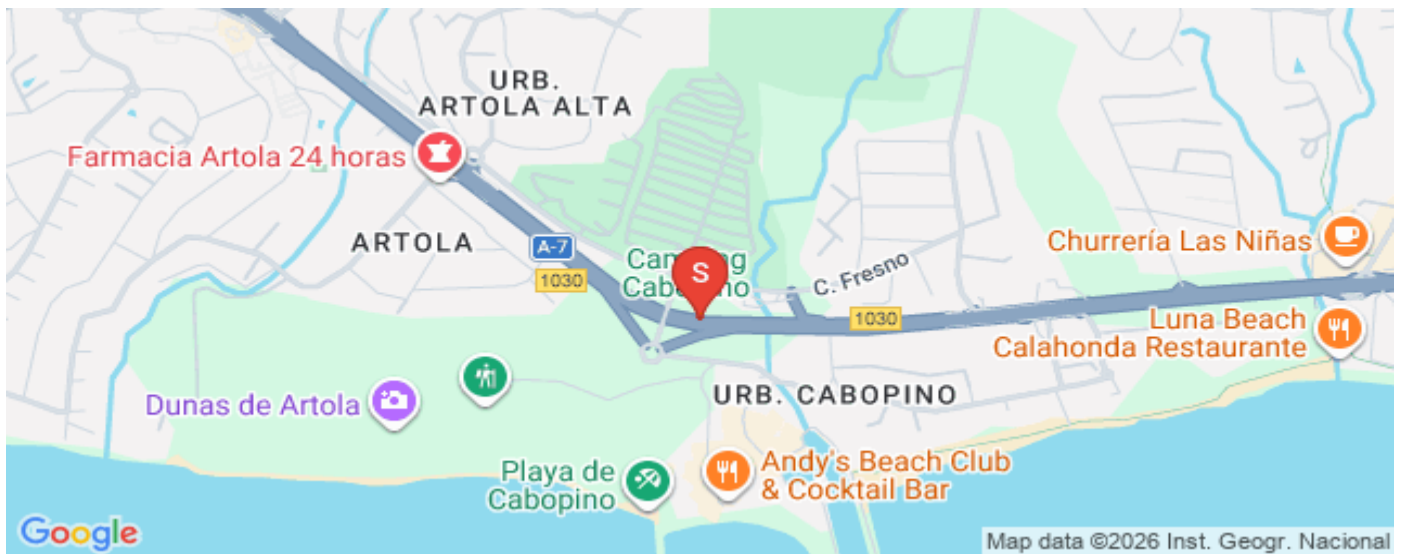 URB.
ARTOLA ALTA
Farmacia Artola 24 horas
ARTOLA
A-7
1030
Camping
Cabopino
S
C. Fresno
1030
Churrería Las Niñas
Luna Beach
Calahonda Restaurante
Dunas de Artola
URB. CABOPINO
Playa de
Cabopino
Andy's Beach Club
& Cocktail Bar
Google
Map data ©2026 Inst. Geogr. Nacional